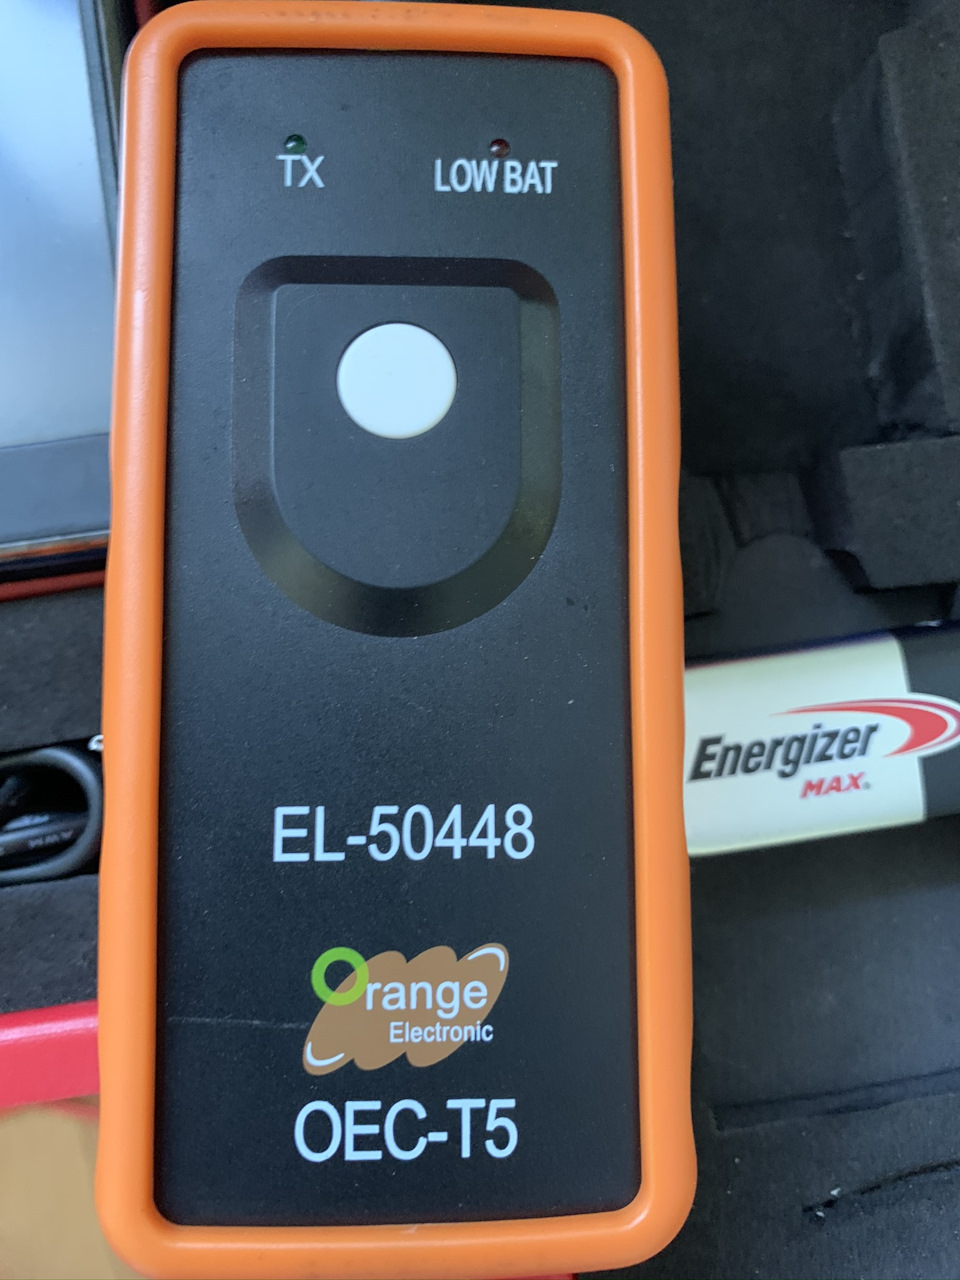 TX
LOW BAT
Energizer
MAX.
EL-50448
Orange
Electronic
OEC-T5